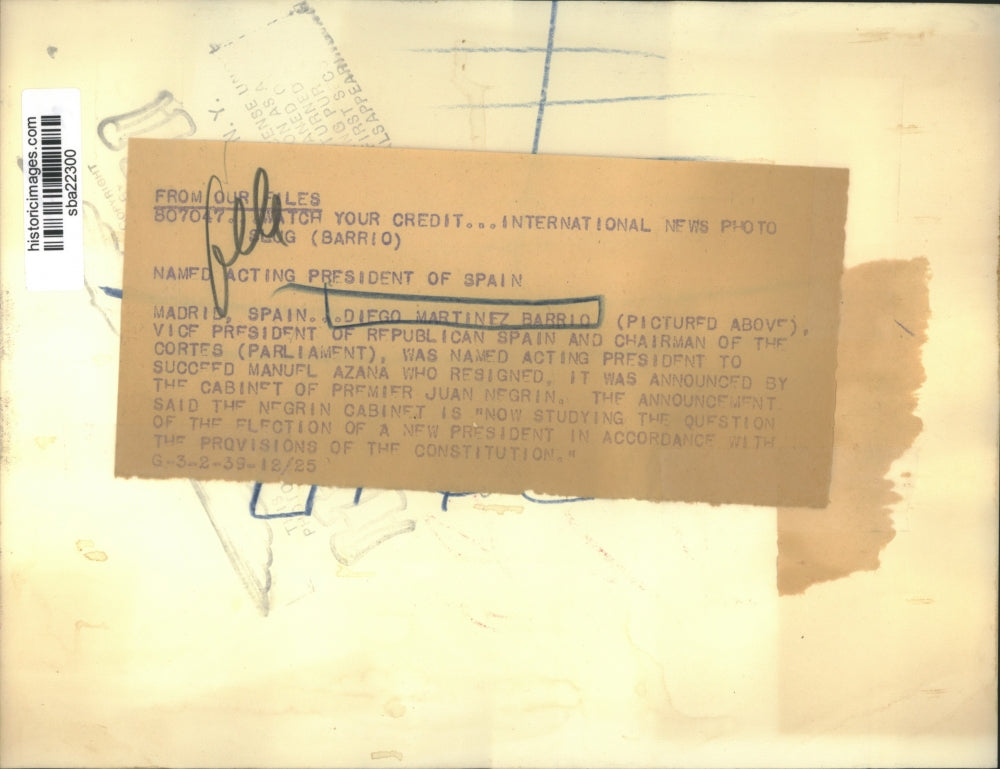 historicimages.com
sba22300
N. Y.
FROM OUR FILES
807047. WATCH YOUR CREDIT...INTERNATIONAL NEWS PHOTO
SLUG (BARRIO)
NAMED ACTING PRESIDENT OF SPAIN
MADRID, SPAIN...DIEGO MARTINEZ BARRIO (PICTURED ABOVE),
VICE PRESIDENT OF REPUBLICAN SPAIN AND CHAIRMAN OF THE
CORTES (PARLIAMENT), WAS NAMED ACTING PRESIDENT TO
SUCCEED MANUEL AZANA WHO RESIGNED, IT WAS ANNOUNCED BY
THE CABINET OF PREMIER JUAN NEGRIN. THE ANNOUNCEMENT
SAID THE NEGRIN CABINET IS "NOW STUDYING THE QUESTION
OF THE ELECTION OF A NEW PRESIDENT IN ACCORDANCE WITH
THE PROVISIONS OF THE CONSTITUTION."
G-3-2-39-12/25